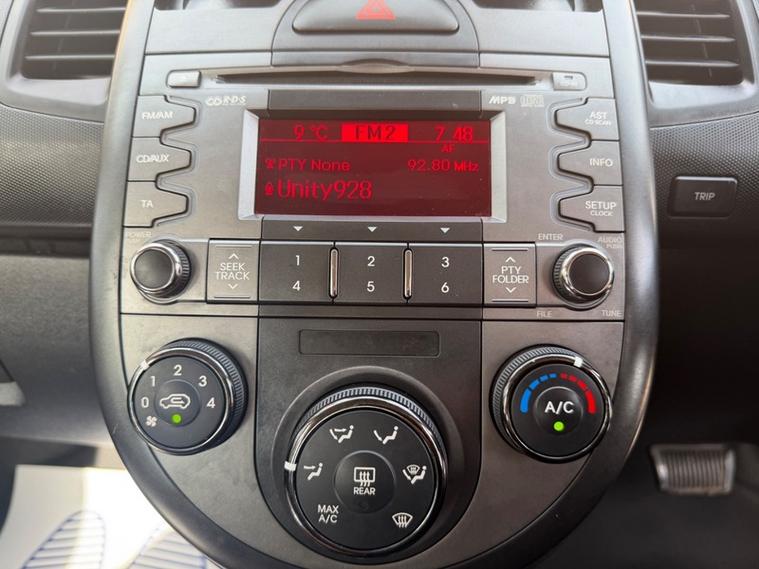 RDS
MP3
FM/AM
CD/AUX
TA
AST
CD-SCAN
INFO
SETUP
CLOCK
9 °C FM2 7:48
AF
PTY None 92.80 MHz
Unity928
TRIP
POWER
SEEK
TRACK
1 2 3
4 5 6
PTY
FOLDER
ENTER
AUDIO
FILE TUNE
0 1 2 3 4
A/C
REAR
MAX
A/C